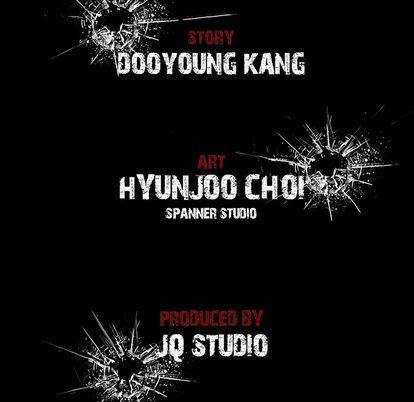 STORY
DOOYOUNG KANG
ART
HYUNJOO CHOI
SPANNER STUDIO
PRODUCED BY
JQ STUDIO